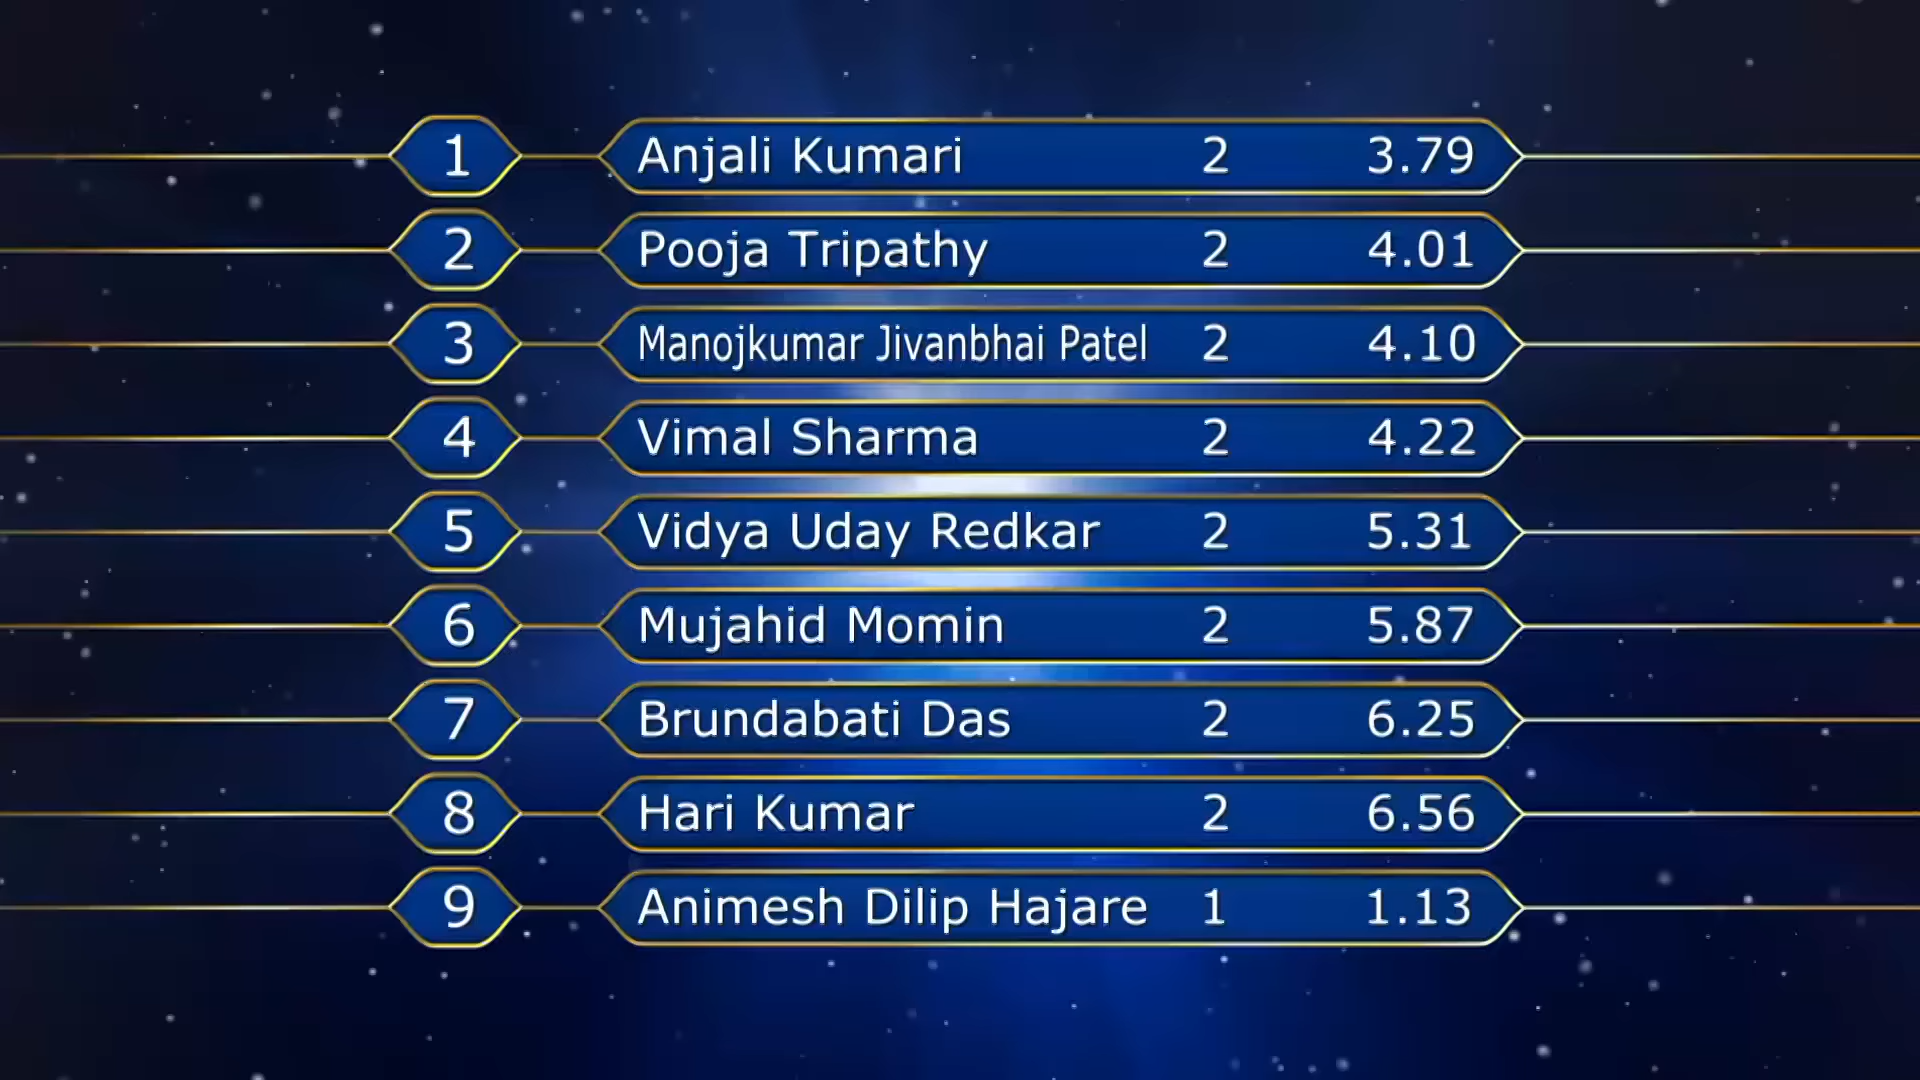 1 Anjali Kumari 2 3.79
2 Pooja Tripathy 2 4.01
3 Manojkumar Jivanbhai Patel 2 4.10
4 Vimal Sharma 2 4.22
5 Vidya Uday Redkar 2 5.31
6 Mujahid Momin 2 5.87
7 Brundabati Das 2 6.25
8 Hari Kumar 2 6.56
9 Animesh Dilip Hajare 1 1.13